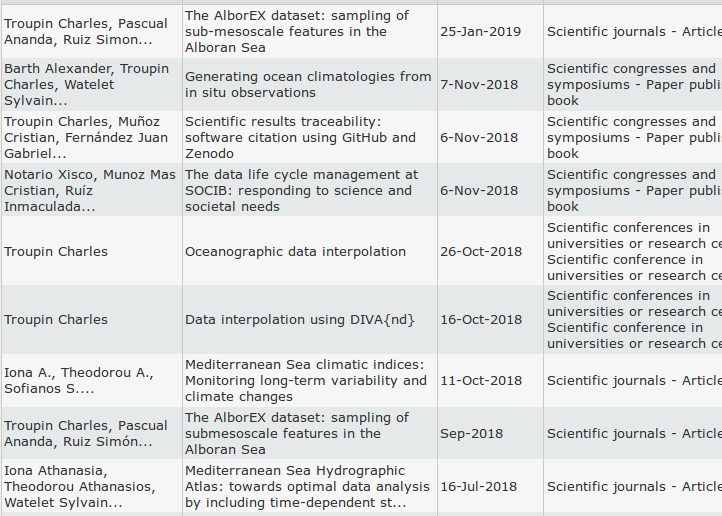 Troupin Charles, Pascual
Ananda, Ruiz Simon...
The AlborEX dataset: sampling of
sub-mesoscale features in the
Alboran Sea
25-Jan-2019
Scientific journals - Article
Barth Alexander, Troupin
Charles, Watelet
Sylvain...
Generating ocean climatologies from
in situ observations
7-Nov-2018
Scientific congresses and
symposiums - Paper publis
book
Troupin Charles, Muñoz
Cristian, Fernández Juan
Gabriel...
Scientific results traceability:
software citation using GitHub and
Zenodo
6-Nov-2018
Scientific congresses and
symposiums - Paper publis
book
Notario Xisco, Munoz Mas
Cristian, Ruíz
Inmaculada...
The data life cycle management at
SOCIB: responding to science and
societal needs
6-Nov-2018
Scientific congresses and
symposiums - Paper publis
book
Troupin Charles
Oceanographic data interpolation
26-Oct-2018
Scientific conferences in
universities or research ce
Scientific conference in
universities or research ce
Troupin Charles
Data interpolation using DIVA{nd}
16-Oct-2018
Scientific conferences in
universities or research ce
Scientific conference in
universities or research ce
Iona A., Theodorou A.,
Sofianos S....
Mediterranean Sea climatic indices:
Monitoring long-term variability and
climate changes
11-Oct-2018
Scientific journals - Article
Troupin Charles, Pascual
Ananda, Ruiz Simón...
The AlborEX dataset: sampling of
submesoscale features in the
Alboran Sea
Sep-2018
Scientific journals - Article
Iona Athanasia,
Theodorou Athanasios,
Watelet Sylvain...
Mediterranean Sea Hydrographic
Atlas: towards optimal data analysis
by including time-dependent st...
16-Jul-2018
Scientific journals - Article